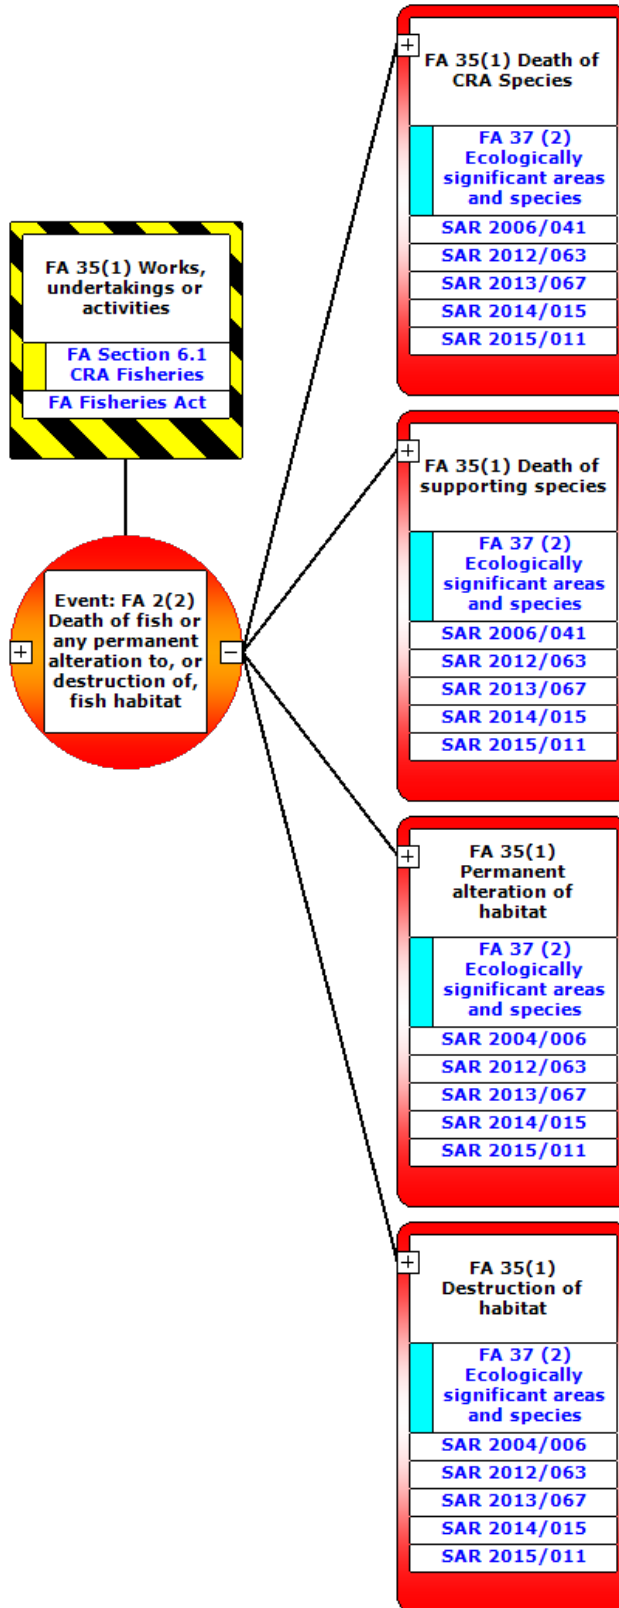 FA 35(1) Works,
undertakings or
activities
FA Section 6.1
CRA Fisheries
FA Fisheries Act
Event: FA 2(2)
Death of fish or
any permanent
alteration to, or
destruction of,
fish habitat
FA 35(1) Death of
CRA Species
FA 37 (2)
Ecologically
significant areas
and species
SAR 2006/041
SAR 2012/063
SAR 2013/067
SAR 2014/015
SAR 2015/011
FA 35(1) Death of
supporting species
FA 37 (2)
Ecologically
significant areas
and species
SAR 2006/041
SAR 2012/063
SAR 2013/067
SAR 2014/015
SAR 2015/011
FA 35(1)
Permanent
alteration of
habitat
FA 37 (2)
Ecologically
significant areas
and species
SAR 2004/006
SAR 2012/063
SAR 2013/067
SAR 2014/015
SAR 2015/011
FA 35(1)
Destruction of
habitat
FA 37 (2)
Ecologically
significant areas
and species
SAR 2004/006
SAR 2012/063
SAR 2013/067
SAR 2014/015
SAR 2015/011